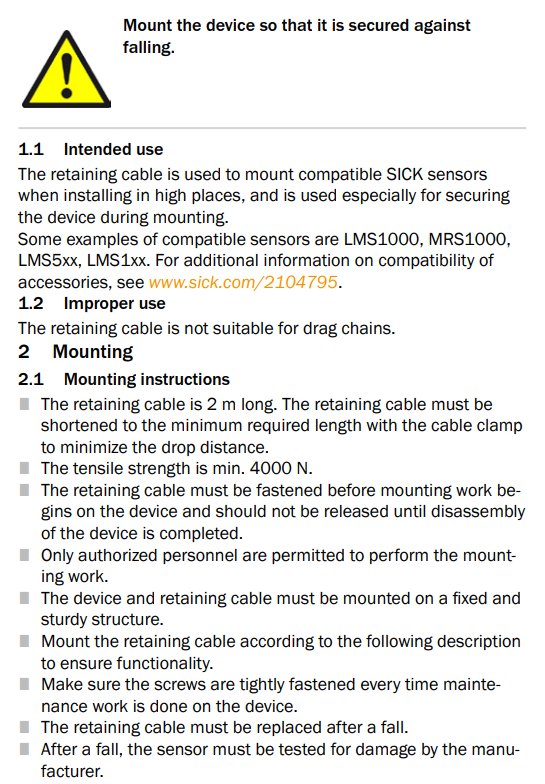 Mount the device so that it is secured against
falling.
1.1 Intended use
The retaining cable is used to mount compatible SICK sensors
when installing in high places, and is used especially for securing
the device during mounting.
Some examples of compatible sensors are LMS1000, MRS1000,
LMS5xx, LMS1xx. For additional information on compatibility of
accessories, see www.sick.com/2104795.
1.2 Improper use
The retaining cable is not suitable for drag chains.
2 Mounting
2.1 Mounting instructions
■ The retaining cable is 2 m long. The retaining cable must be
shortened to the minimum required length with the cable clamp
to minimize the drop distance.
■ The tensile strength is min. 4000 N.
■ The retaining cable must be fastened before mounting work be-
gins on the device and should not be released until disassembly
of the device is completed.
■ Only authorized personnel are permitted to perform the mount-
ing work.
■ The device and retaining cable must be mounted on a fixed and
sturdy structure.
■ Mount the retaining cable according to the following description
to ensure functionality.
■ Make sure the screws are tightly fastened every time mainte-
nance work is done on the device.
■ The retaining cable must be replaced after a fall.
■ After a fall, the sensor must be tested for damage by the manu-
facturer.